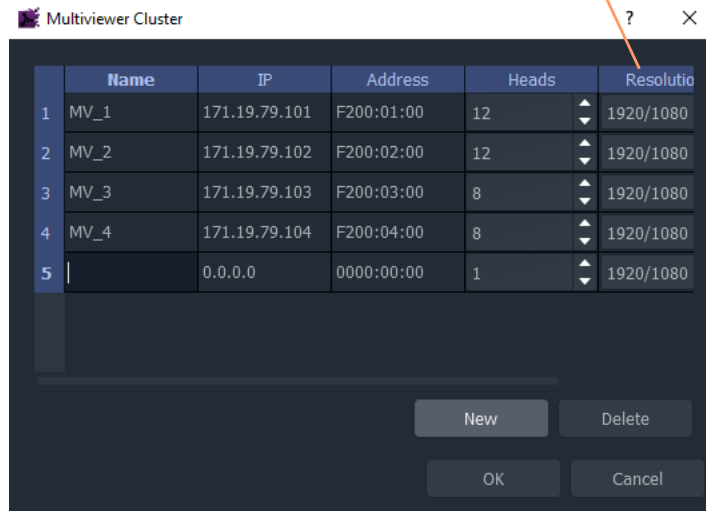 Multiviewer Cluster ? ×
Name IP Address Heads Resolutio
1 MV_1 171.19.79.101 F200:01:00 12 1920/1080
2 MV_2 171.19.79.102 F200:02:00 12 1920/1080
3 MV_3 171.19.79.103 F200:03:00 8 1920/1080
4 MV_4 171.19.79.104 F200:04:00 8 1920/1080
5 0.0.0.0 0000:00:00 1 1920/1080
New Delete
OK Cancel